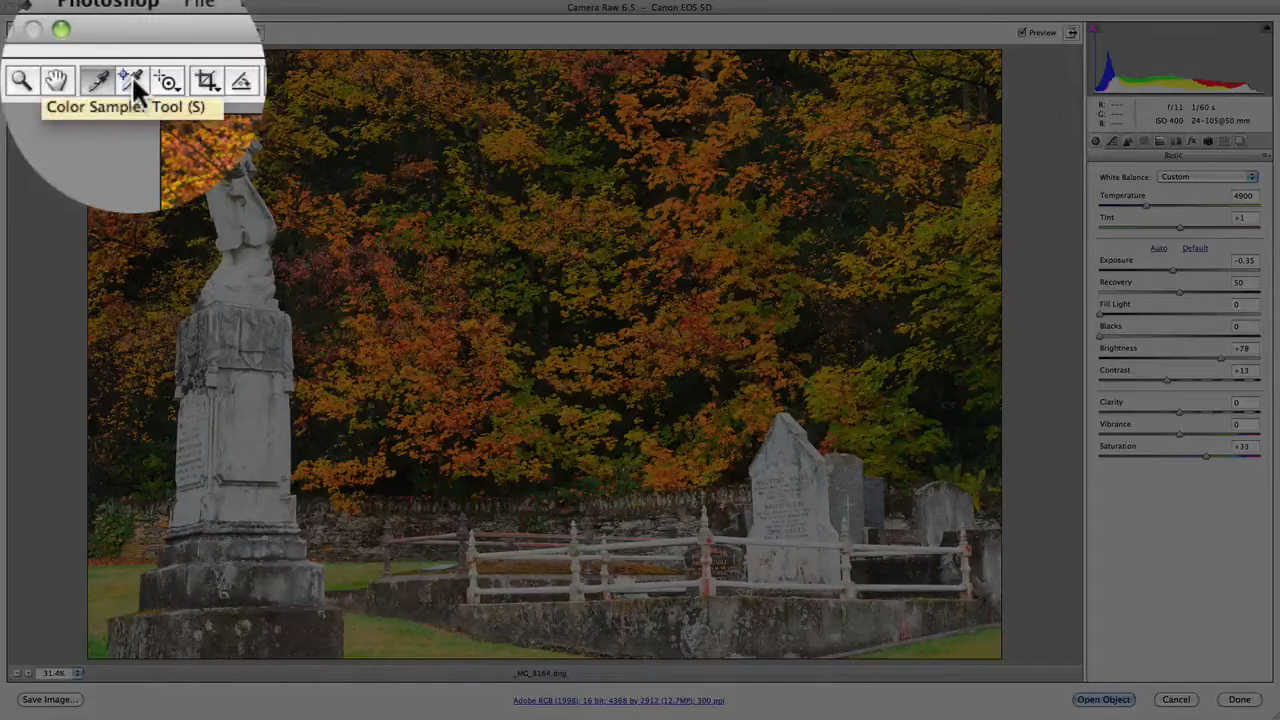 Camera Raw 6.5 - Canon EOS 5D
Photoshop File
Preview
Color Sampler Tool (S)
R: ---
G: ---
B: ---
f/11 1/60 s
ISO 400 24-105@50 mm
Basic
White Balance: Custom
Temperature 4900
Tint +1
Auto Default
Exposure -0.35
Recovery 50
Fill Light 0
Blacks 0
Brightness +78
Contrast +13
Clarity 0
Vibrance 0
Saturation +33
31.4%
_MG_8164.dng
Save Image...
Adobe RGB (1998); 16 bit; 4368 by 2912 (12.7MP); 300 ppi
Open Object
Cancel
Done